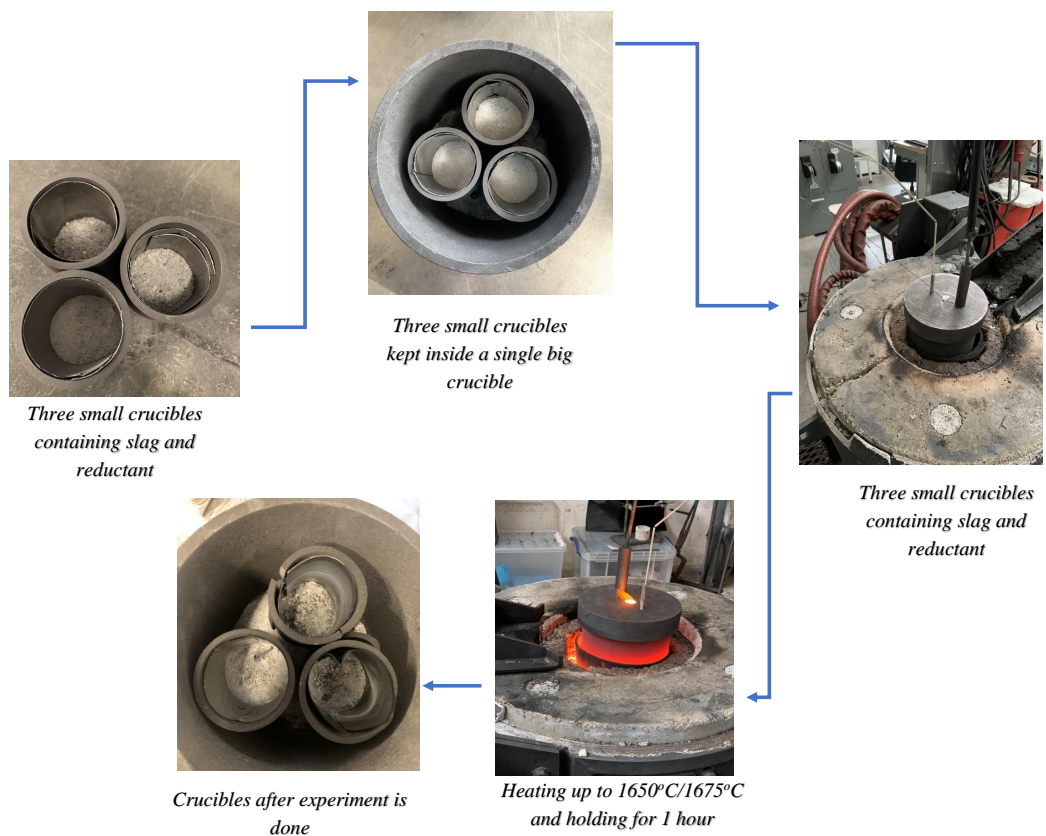 Three small crucibles
containing slag and
reductant
Three small crucibles
kept inside a single big
crucible
Three small crucibles
containing slag and
reductant
Heating up to 1650°C/1675°C
and holding for 1 hour
Crucibles after experiment is
done